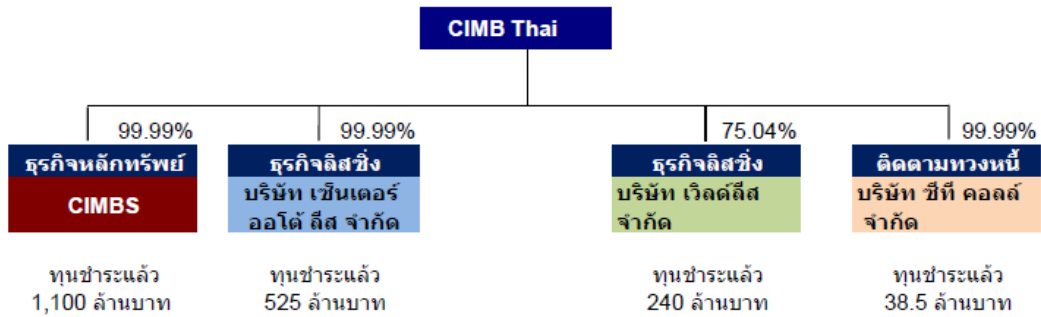 CIMB Thai
99.99%
99.99%
75.04%
99.99%
ธุรกิจหลักทรัพย์
CIMBS
ทุนชำระแล้ว
1,100 ล้านบาท
ธุรกิจลิสซิ่ง
บริษัท เซ็นเตอร์
ออโต้ ลีส จำกัด
ทุนชำระแล้ว
525 ล้านบาท
ธุรกิจลิสซิ่ง
บริษัท เวิลด์ลีส
จำกัด
ทุนชำระแล้ว
240 ล้านบาท
ติดตามทวงหนี้
บริษัท ซีที คอลล์
จำกัด
ทุนชำระแล้ว
38.5 ล้านบาท